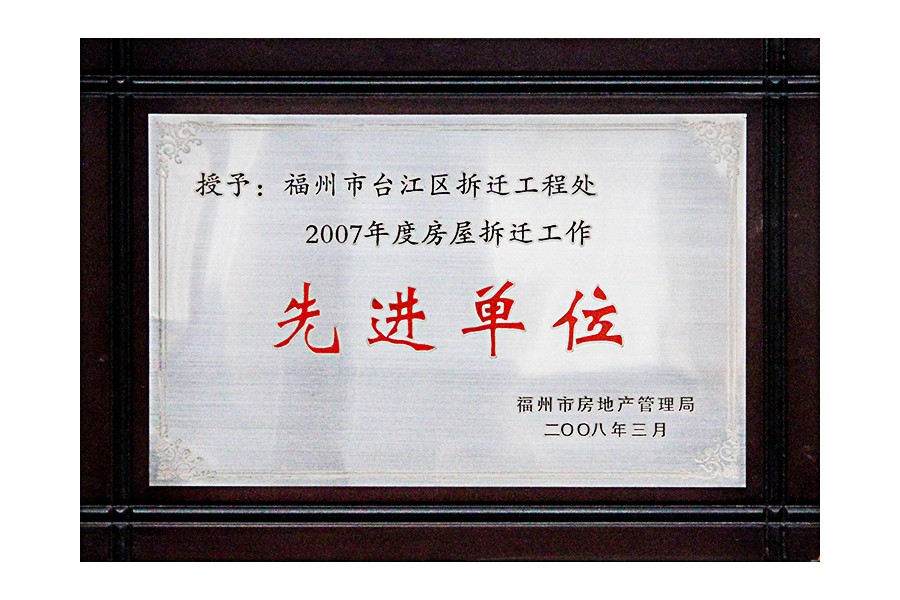 授予：福州市台江区拆迁工程处
2007年度房屋拆迁工作
先进单位
福州市房地产管理局
二〇〇八年三月